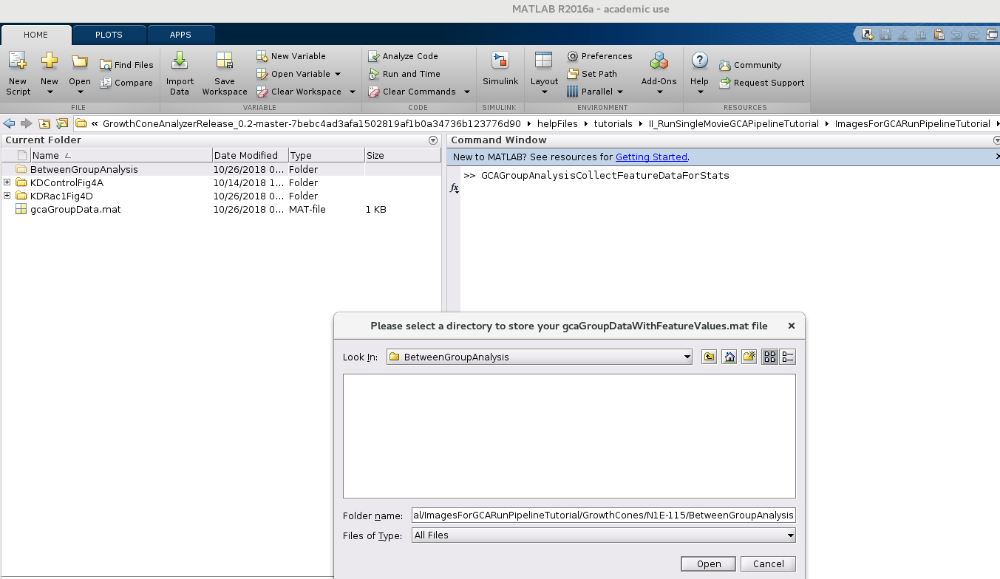 MATLAB R2016a - academic use
HOME PLOTS APPS
New Script
New
Open
Find Files
Compare
FILE
Import Data
Save Workspace
New Variable
Open Variable
Clear Workspace
VARIABLE
Analyze Code
Run and Time
Clear Commands
CODE
Simulink
SIMULINK
Layout
Preferences
Set Path
Parallel
Add-Ons
ENVIRONMENT
Help
Community
Request Support
RESOURCES
« GrowthConeAnalyzerRelease_0.2-master-7bebc4ad3afa1502819af1b0a34736b123776d90 helpFiles tutorials II_RunSingleMovieGCAPipelineTutorial ImagesForGCARunPipelineTutorial
Current Folder
Name Date Modified Type Size
BetweenGroupAnalysis 10/26/2018 0... Folder
KDControlFig4A 10/14/2018 1... Folder
KDRac1Fig4D 10/26/2018 0... Folder
gcaGroupData.mat 10/26/2018 0... MAT-file 1 KB
Command Window
New to MATLAB? See resources for Getting Started.
>> GCAGroupAnalysisCollectFeatureDataForStats
fx
Please select a directory to store your gcaGroupDataWithFeatureValues.mat file
Look In: BetweenGroupAnalysis
Folder name: al/ImagesForGCARunPipelineTutorial/GrowthCones/N1E-115/BetweenGroupAnalysis
Files of Type: All Files
Open Cancel